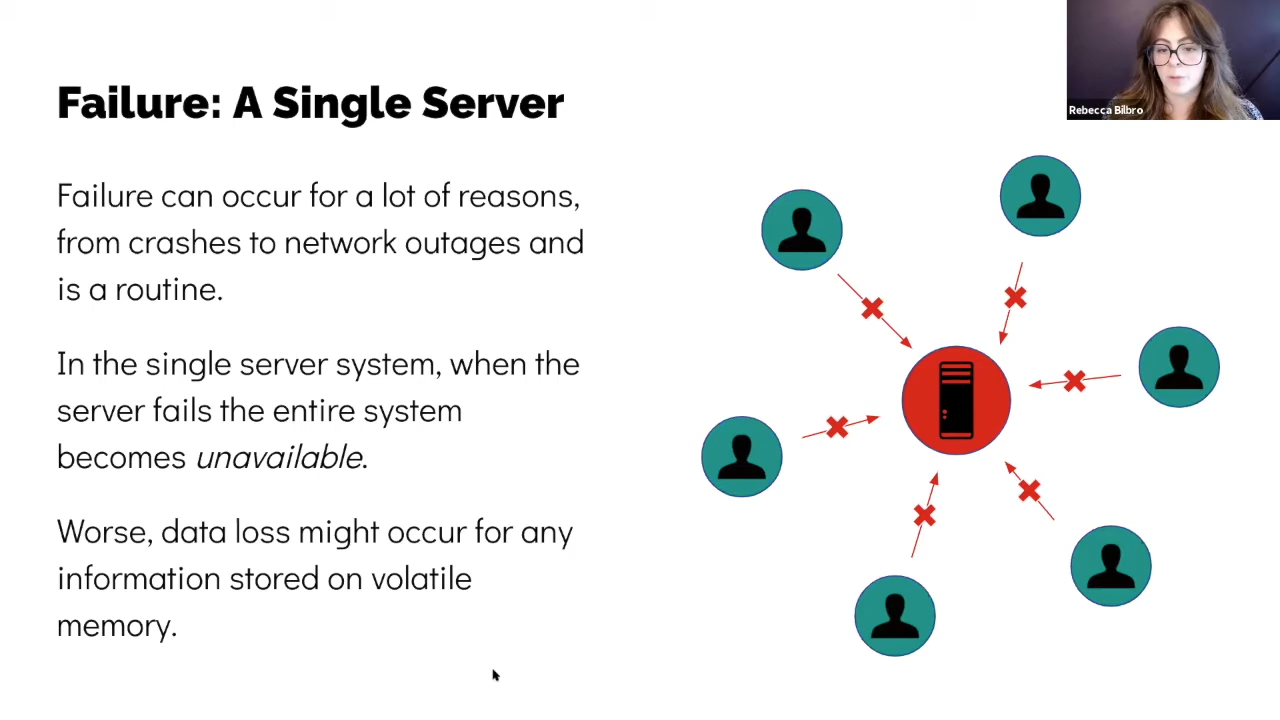 Failure: A Single Server
Rebecca Bilbro
Failure can occur for a lot of reasons,
from crashes to network outages and
is a routine.
In the single server system, when the
server fails the entire system
becomes unavailable.
Worse, data loss might occur for any
information stored on volatile
memory.